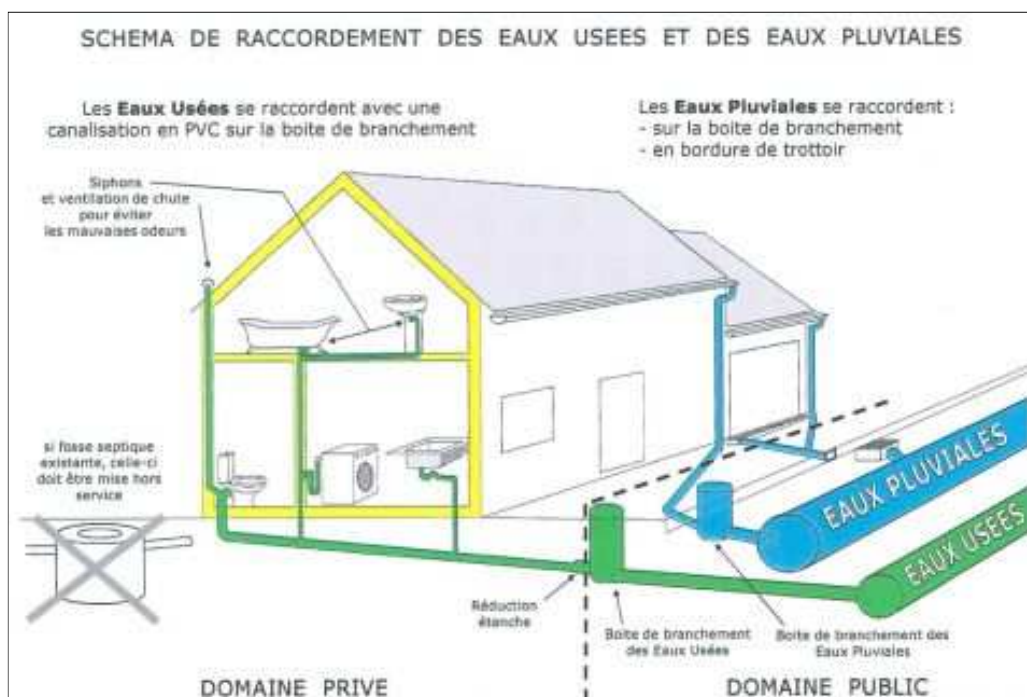 SCHEMA DE RACCORDEMENT DES EAUX USEES ET DES EAUX PLUVIALES
Les Eaux Usées se raccordent avec une
canalisation en PVC sur la boite de branchement
Les Eaux Pluviales se raccordent :
- sur la boite de branchement
- en bordure de trottoir
Siphons
et ventilation de chute
pour éviter
les mauvaises odeurs
si fosse septique
existante, celle-ci
doit être mise hors
service
EAUX PLUVIALES
EAUX USEES
Réduction
étanche
Boite de branchement
des Eaux Usées
Boite de branchement des
Eaux Pluviales
DOMAINE PRIVE
DOMAINE PUBLIC